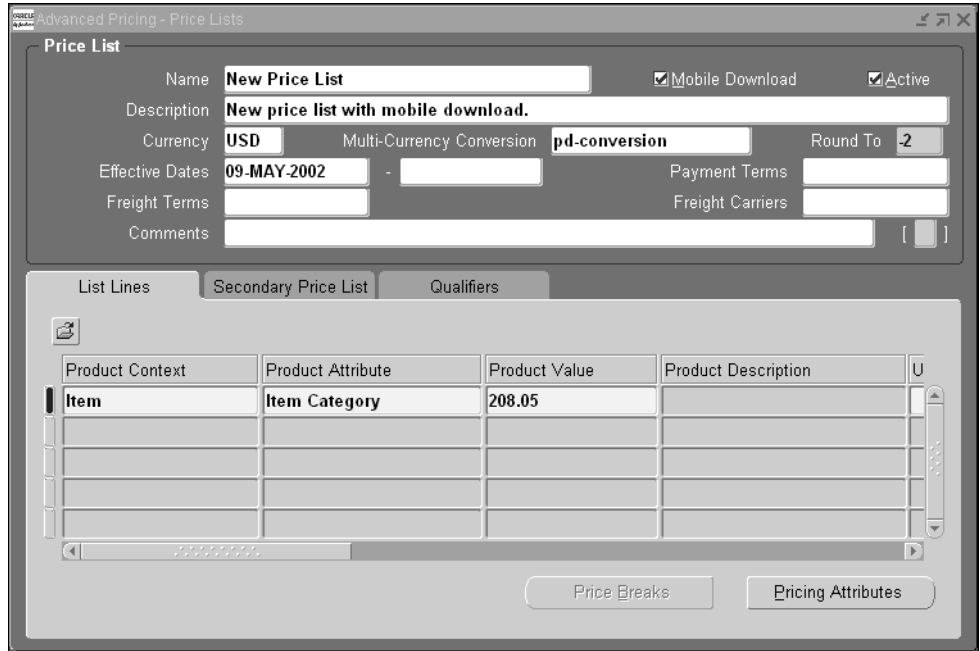 ORACLE
Advanced Pricing - Price Lists
Price List
Name New Price List Mobile Download Active
Description New price list with mobile download.
Currency USD Multi-Currency Conversion pd-conversion Round To -2
Effective Dates 09-MAY-2002 - Payment Terms
Freight Terms Freight Carriers
Comments [ ]
List Lines Secondary Price List Qualifiers
Product Context Product Attribute Product Value Product Description U
Item Item Category 208.05
Price Breaks Pricing Attributes